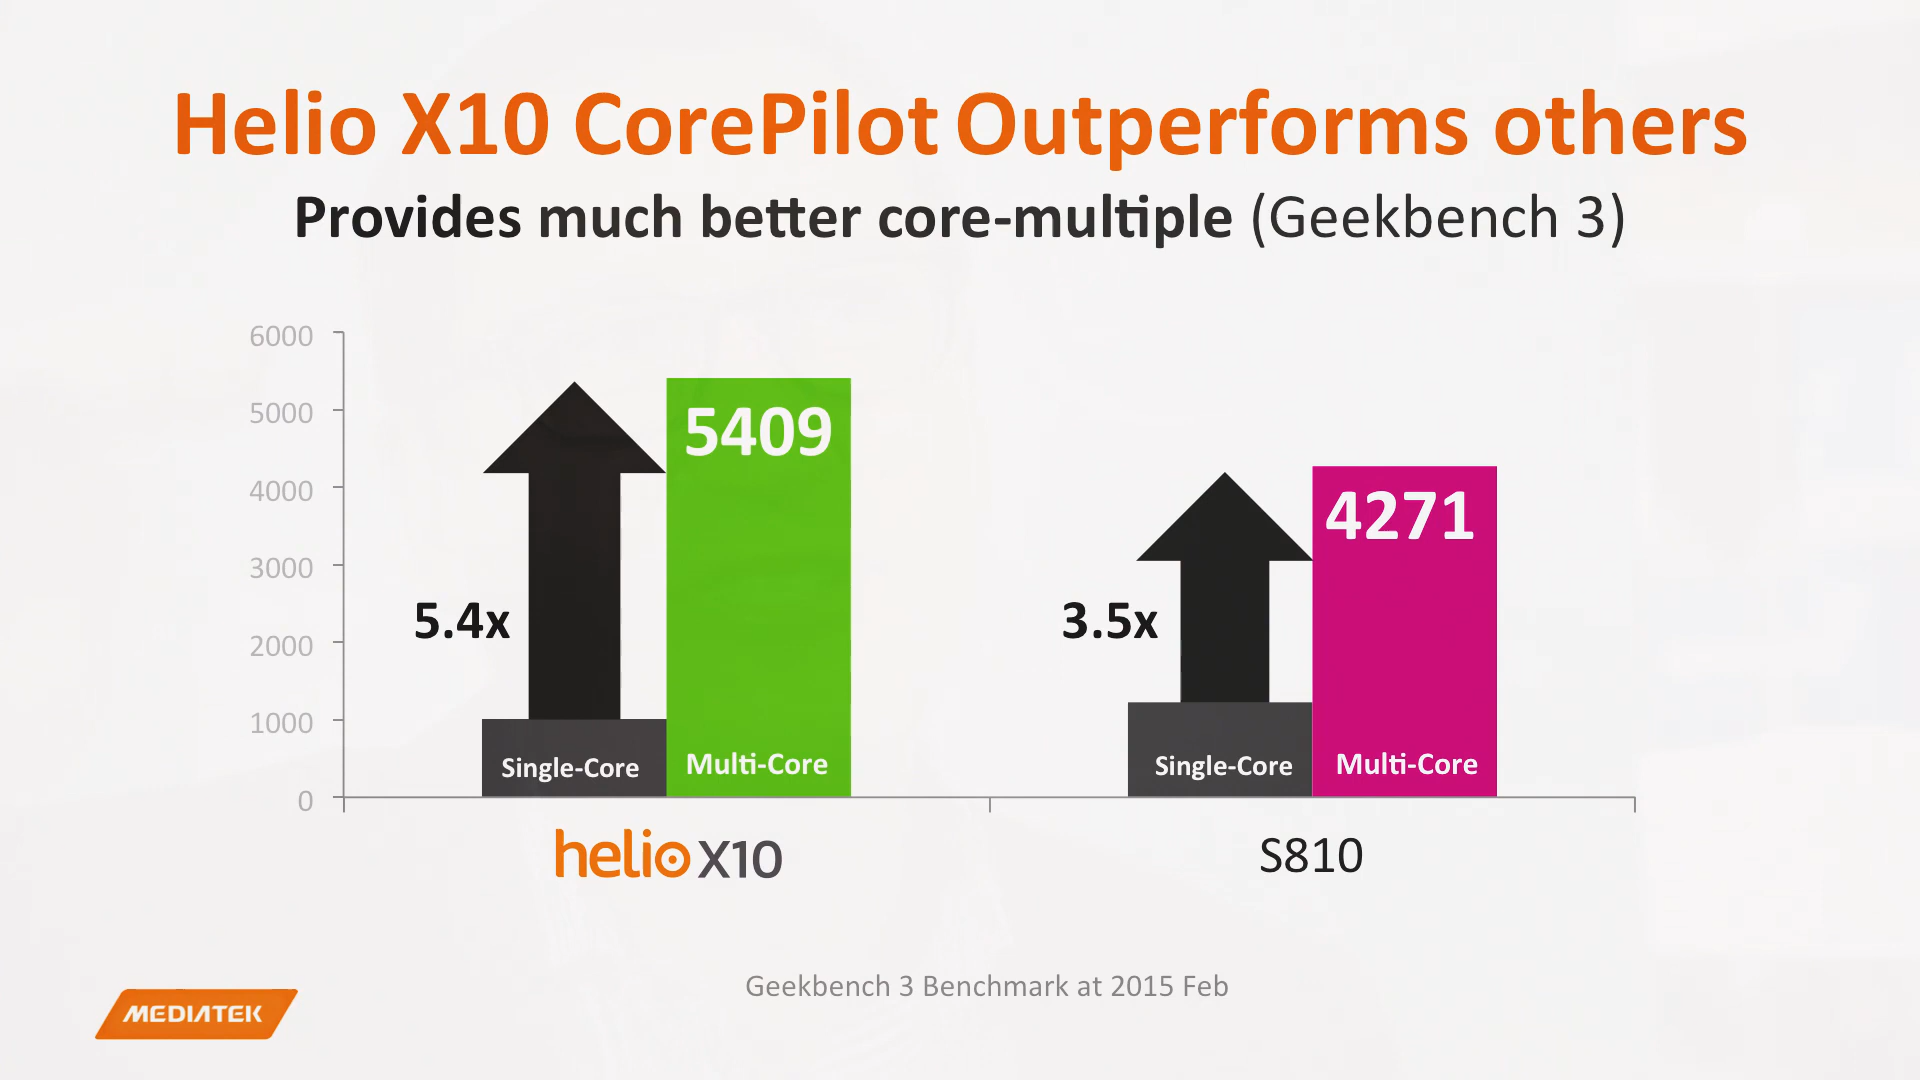 Helio X10 CorePilot Outperforms others
Provides much better core-multiple (Geekbench 3)
6000
5000
4000
3000
2000
1000
0
5.4x
5409
Single-Core
Multi-Core
helio X10
3.5x
4271
Single-Core
Multi-Core
S810
Geekbench 3 Benchmark at 2015 Feb
MEDIATEK